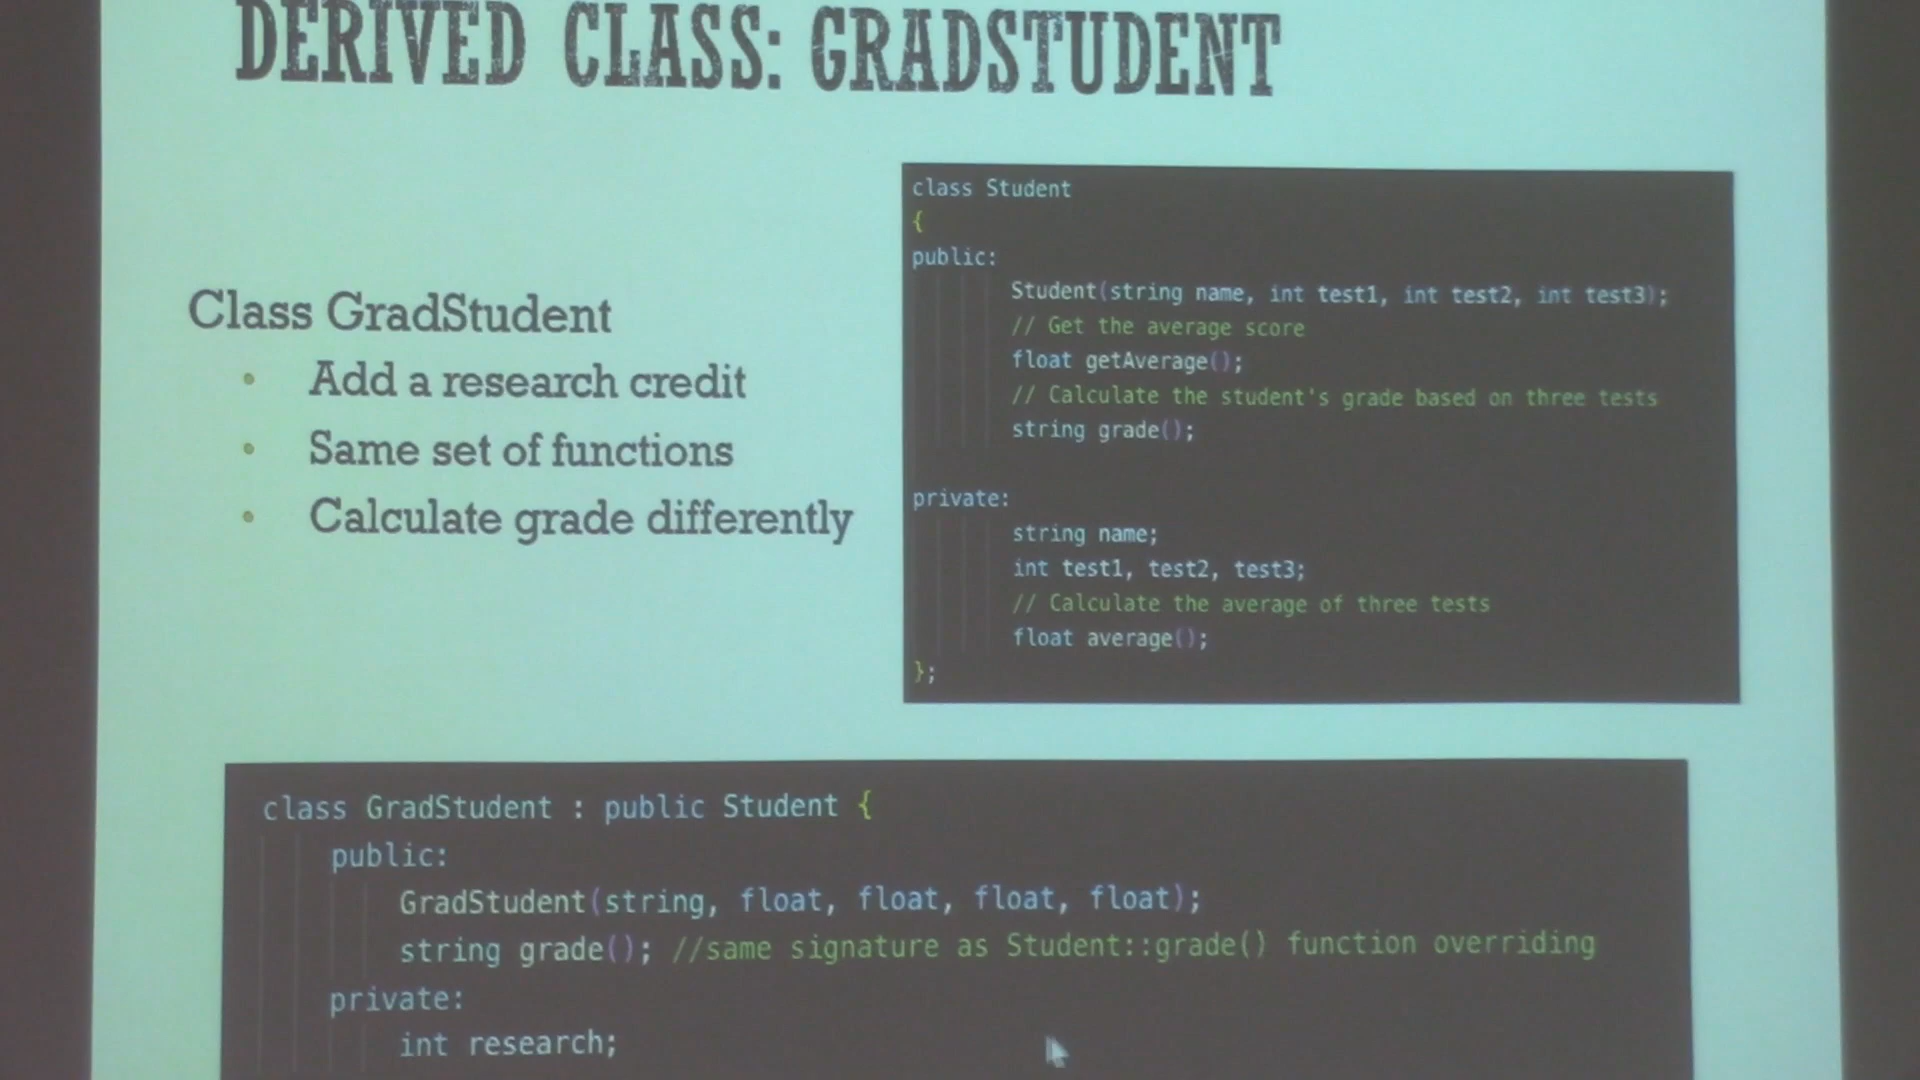 DERIVED CLASS: GRADSTUDENT
Class GradStudent
• Add a research credit
• Same set of functions
• Calculate grade differently
class Student
{
public:
Student(string name, int test1, int test2, int test3);
// Get the average score
float getAverage();
// Calculate the student's grade based on three tests
string grade();
private:
string name;
int test1, test2, test3;
// Calculate the average of three tests
float average();
};
class GradStudent : public Student {
public:
GradStudent(string, float, float, float, float);
string grade(); //same signature as Student::grade() function overriding
private:
int research;